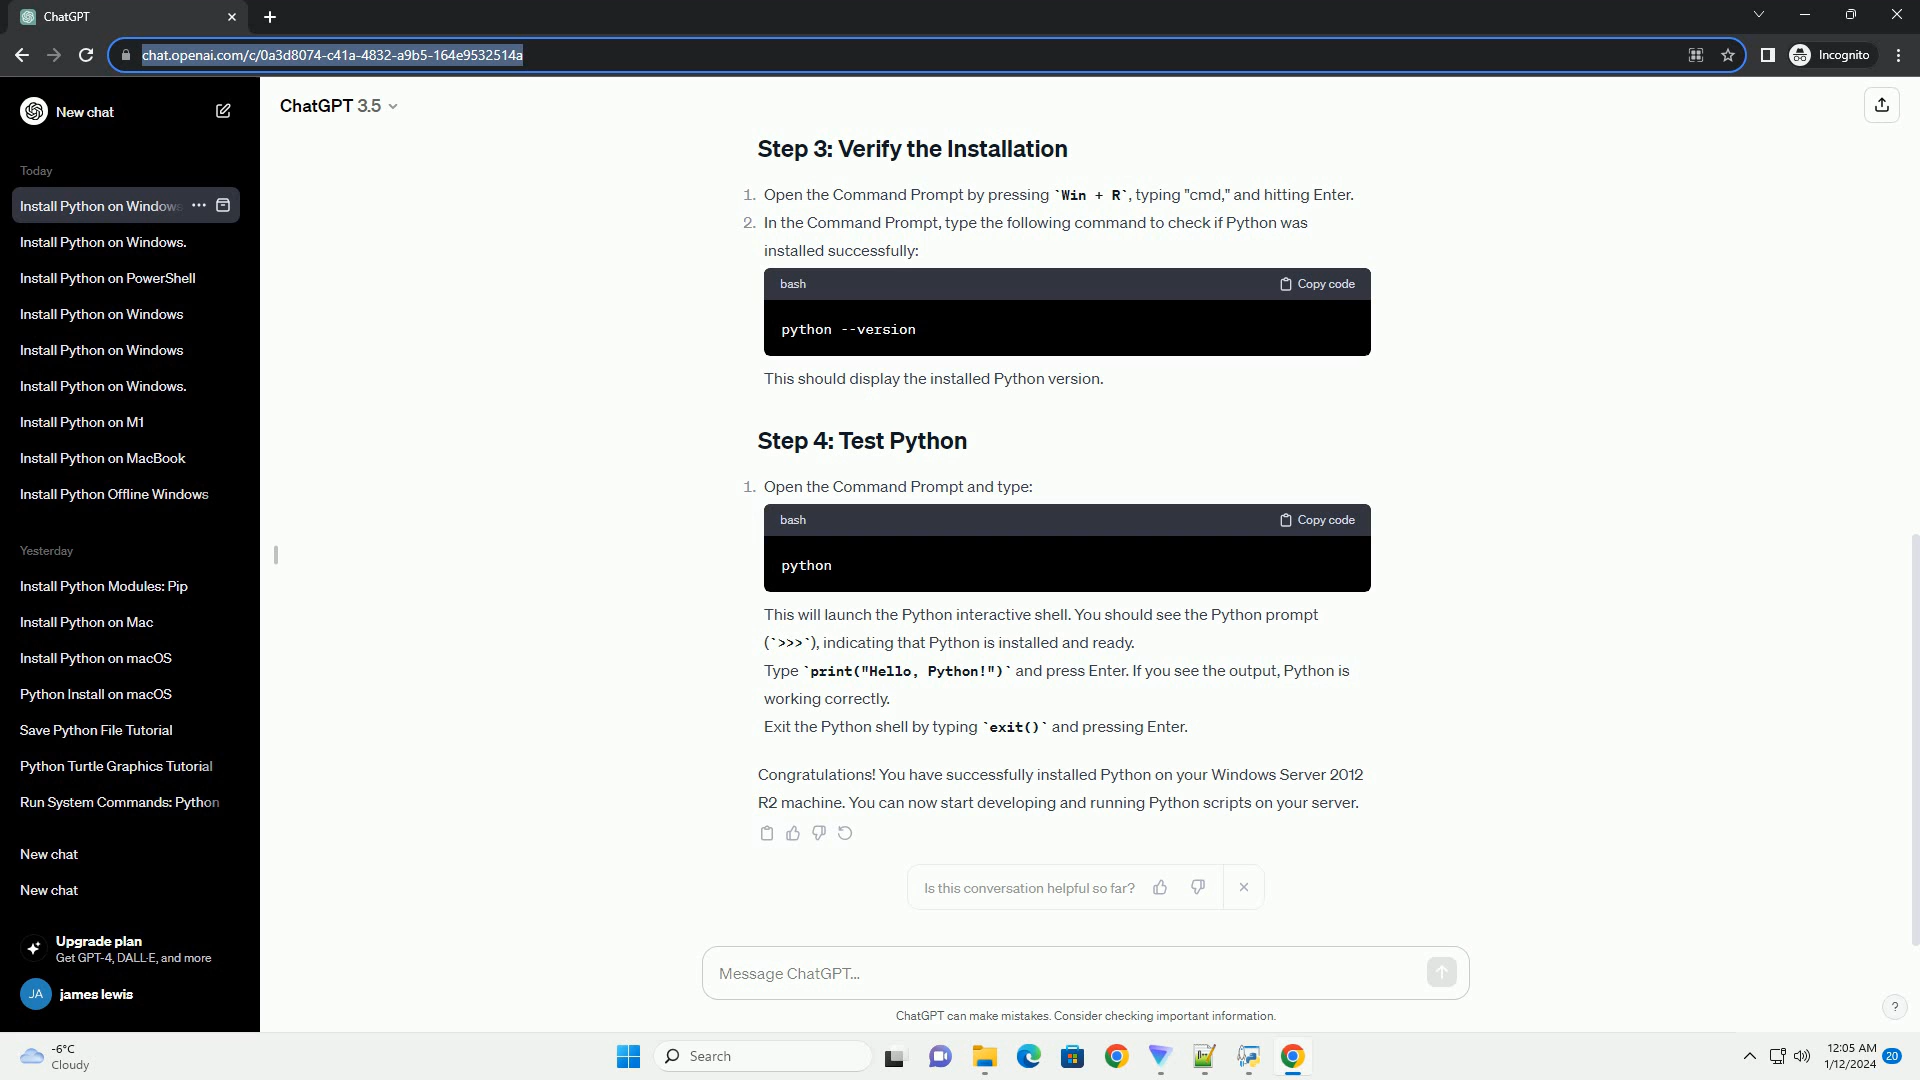 ChatGPT
chat.openai.com/c/0a3d8074-c41a-4832-a9b5-164e9532514a
Incognito
New chat
Today
Install Python on Windows
Install Python on Windows.
Install Python on PowerShell
Install Python on Windows
Install Python on Windows
Install Python on Windows.
Install Python on M1
Install Python on MacBook
Install Python Offline Windows
Yesterday
Install Python Modules: Pip
Install Python on Mac
Install Python on macOS
Python Install on macOS
Save Python File Tutorial
Python Turtle Graphics Tutorial
Run System Commands: Python
New chat
New chat
Upgrade plan
Get GPT-4, DALL·E, and more
JA
james lewis
ChatGPT 3.5
Step 3: Verify the Installation
1. Open the Command Prompt by pressing `Win + R`, typing "cmd," and hitting Enter.
2. In the Command Prompt, type the following command to check if Python was
installed successfully:
bash Copy code
python --version
This should display the installed Python version.
Step 4: Test Python
1. Open the Command Prompt and type:
bash Copy code
python
This will launch the Python interactive shell. You should see the Python prompt
(`>>>`), indicating that Python is installed and ready.
Type `print("Hello, Python!")` and press Enter. If you see the output, Python is
working correctly.
Exit the Python shell by typing `exit()` and pressing Enter.
Congratulations! You have successfully installed Python on your Windows Server 2012
R2 machine. You can now start developing and running Python scripts on your server.
Is this conversation helpful so far?
Message ChatGPT...
ChatGPT can make mistakes. Consider checking important information.
?
-6°C
Cloudy
Search
12:05 AM
1/12/2024
20